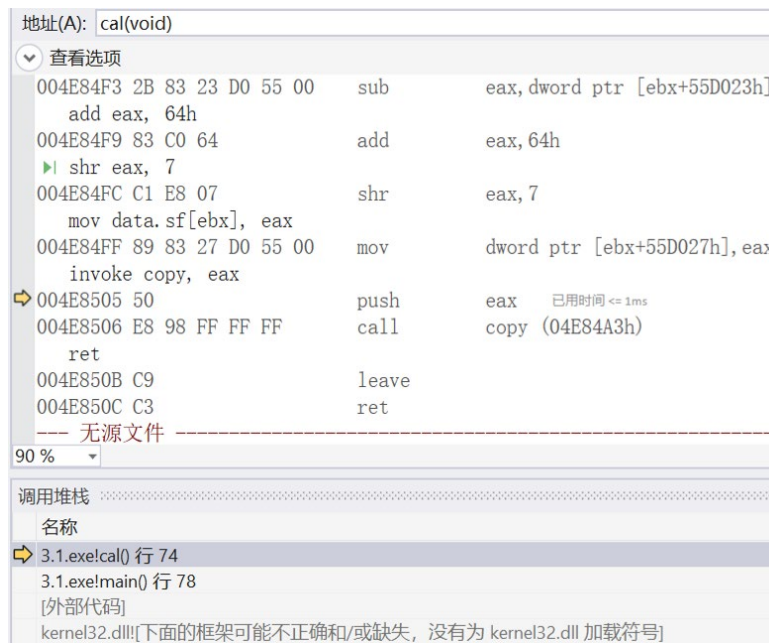 地址(A): cal(void)
查看选项
004E84F3 2B 83 23 D0 55 00 sub eax,dword ptr [ebx+55D023h]
add eax, 64h
004E84F9 83 C0 64 add eax,64h
shr eax, 7
004E84FC C1 E8 07 shr eax,7
mov data.sf[ebx], eax
004E84FF 89 83 27 D0 55 00 mov dword ptr [ebx+55D027h],eax
invoke copy, eax
004E8505 50 push eax 已用时间 <= 1ms
004E8506 E8 98 FF FF FF call copy (04E84A3h)
ret
004E850B C9 leave
004E850C C3 ret
--- 无源文件 ---
90 %
调用堆栈
名称
3.1.exe!cal() 行 74
3.1.exe!main() 行 78
[外部代码]
kernel32.dll![下面的框架可能不正确和/或缺失，没有为 kernel32.dll 加载符号]